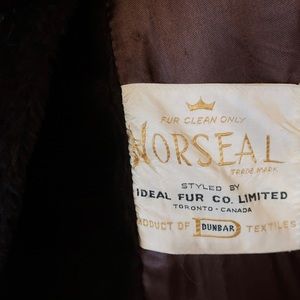 FUR CLEAN ONLY
NORSEAL
TRADE MARK
STYLED BY
IDEAL FUR CO. LIMITED
TORONTO - CANADA
PRODUCT OF D DUNBAR TEXTILES